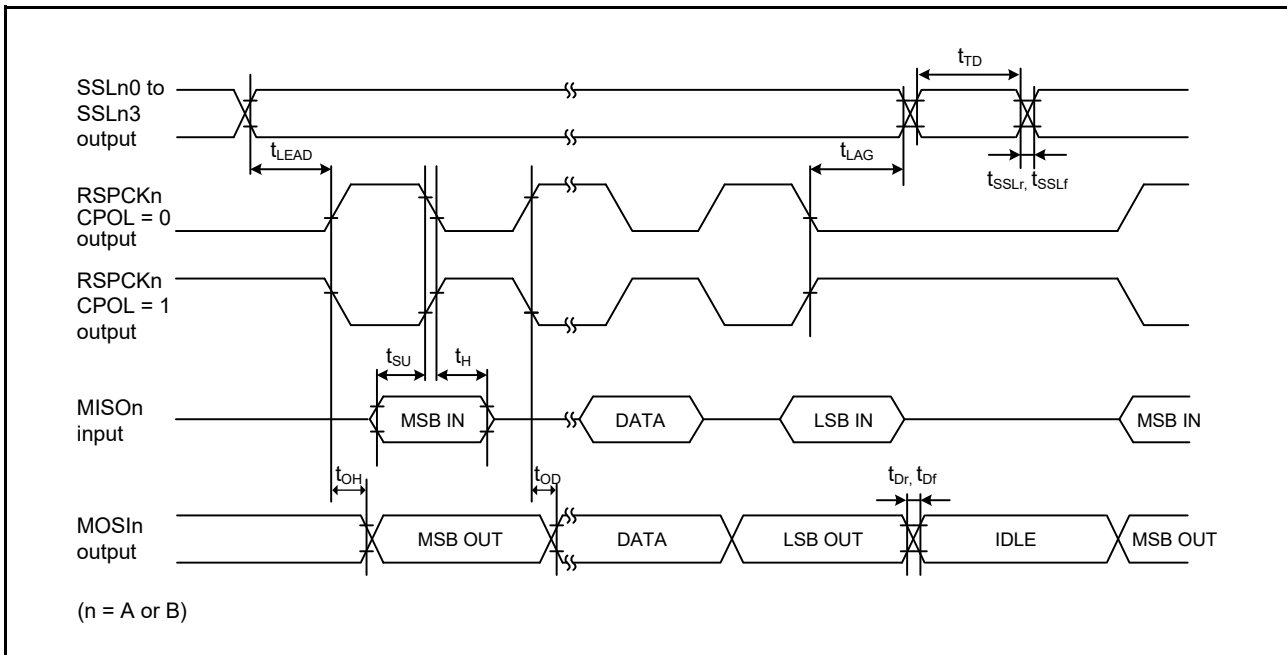 SSLn0 to
SSLn3
output
tTD
tLEAD
tLAG
tSSLr, tSSLf
RSPCKn
CPOL = 0
output
RSPCKn
CPOL = 1
output
tSU
tH
MISOn
input
MSB IN
DATA
LSB IN
MSB IN
tOH
tOD
tDr, tDf
MOSIn
output
MSB OUT
DATA
LSB OUT
IDLE
MSB OUT
(n = A or B)